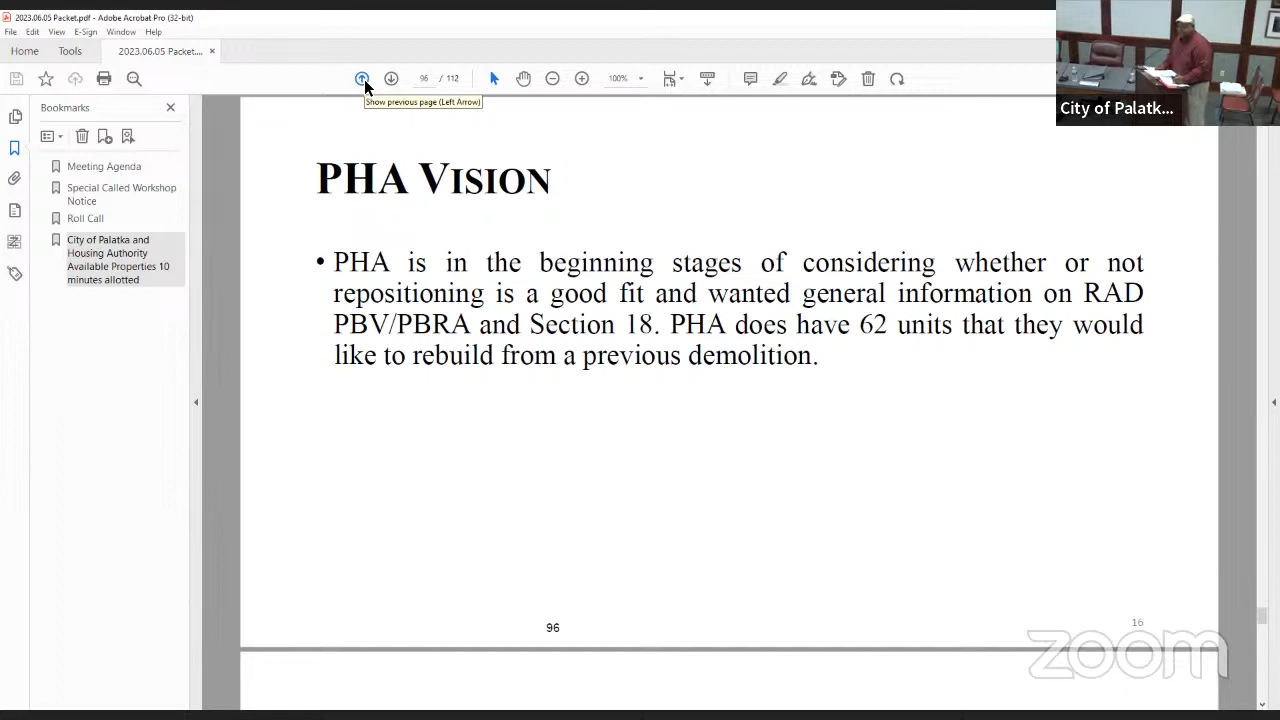 2023.06.05 Packet.pdf - Adobe Acrobat Pro (32-bit)
File Edit View E-Sign Window Help
Home Tools 2023.06.05 Packet.... ×
96 / 112 100%
Show previous page (Left Arrow)
Bookmarks
Meeting Agenda
Special Called Workshop
Notice
Roll Call
City of Palatka and
Housing Authority
Available Properties 10
minutes allotted
City of Palatk...
PHA VISION
• PHA is in the beginning stages of considering whether or not
repositioning is a good fit and wanted general information on RAD
PBV/PBRA and Section 18. PHA does have 62 units that they would
like to rebuild from a previous demolition.
96
16
zoom